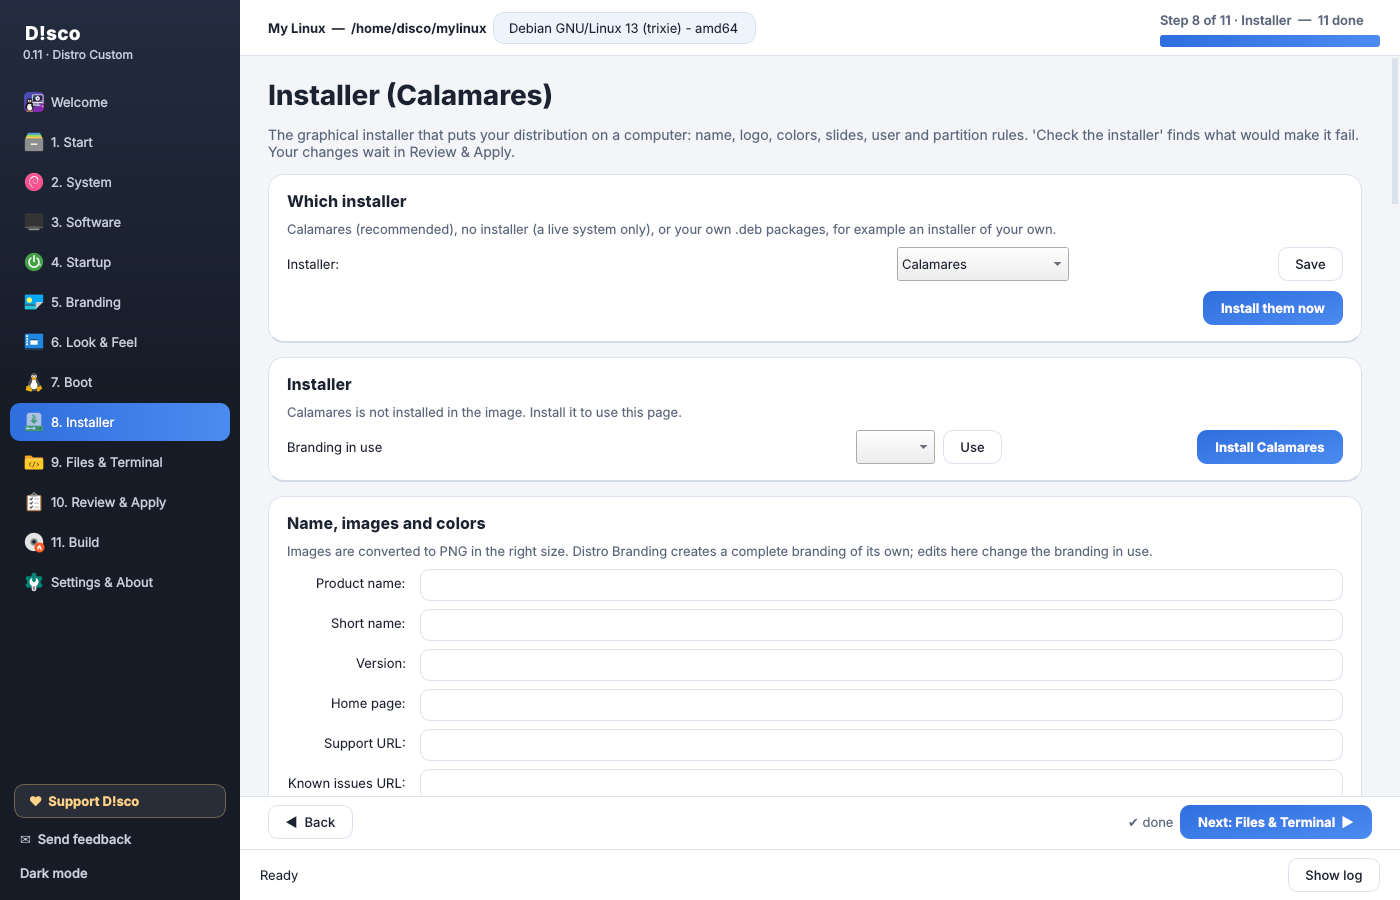 D!sco
0.11 · Distro Custom
Welcome
1. Start
2. System
3. Software
4. Startup
5. Branding
6. Look & Feel
7. Boot
8. Installer
9. Files & Terminal
10. Review & Apply
11. Build
Settings & About
Support D!sco
Send feedback
Dark mode
My Linux — /home/disco/mylinux
Debian GNU/Linux 13 (trixie) - amd64
Step 8 of 11 · Installer — 11 done
Installer (Calamares)
The graphical installer that puts your distribution on a computer: name, logo, colors, slides, user and partition rules. 'Check the installer' finds what would make it fail.
Your changes wait in Review & Apply.
Which installer
Calamares (recommended), no installer (a live system only), or your own .deb packages, for example an installer of your own.
Installer:
Calamares
Save
Install them now
Installer
Calamares is not installed in the image. Install it to use this page.
Branding in use
Use
Install Calamares
Name, images and colors
Images are converted to PNG in the right size. Distro Branding creates a complete branding of its own; edits here change the branding in use.
Product name:
Short name:
Version:
Home page:
Support URL:
Known issues URL:
◀ Back
✔ done
Next: Files & Terminal ▶
Ready
Show log